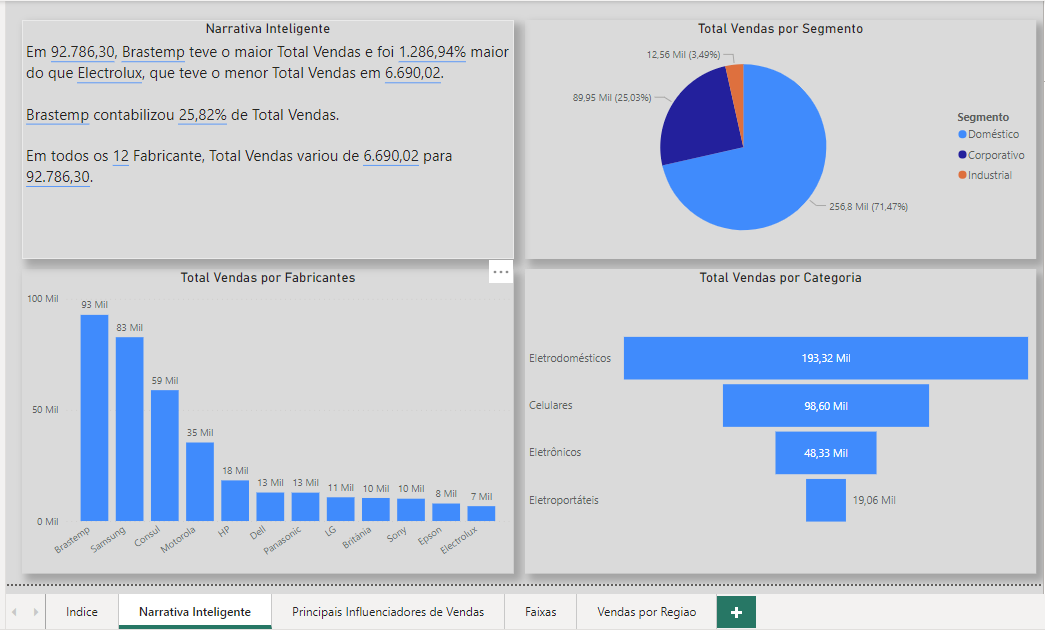 Narrativa Inteligente
Em 92.786,30, Brastemp teve o maior Total Vendas e foi 1.286,94% maior
do que Electrolux, que teve o menor Total Vendas em 6.690,02.
Brastemp contabilizou 25,82% de Total Vendas.
Em todos os 12 Fabricante, Total Vendas variou de 6.690,02 para
92.786,30.
Total Vendas por Segmento
12,56 Mil (3,49%)
89,95 Mil (25,03%)
256,8 Mil (71,47%)
Segmento
Doméstico
Corporativo
Industrial
Total Vendas por Fabricantes
100 Mil
50 Mil
0 Mil
93 Mil
83 Mil
59 Mil
35 Mil
18 Mil
13 Mil
13 Mil
11 Mil
10 Mil
10 Mil
8 Mil
7 Mil
Brastemp
Samsung
Consul
Motorola
HP
Dell
Panasonic
LG
Britânia
Sony
Epson
Electrolux
Total Vendas por Categoria
Eletrodomésticos
193,32 Mil
Celulares
98,60 Mil
Eletrônicos
48,33 Mil
Eletroportáteis
19,06 Mil
Indice
Narrativa Inteligente
Principais Influenciadores de Vendas
Faixas
Vendas por Regiao